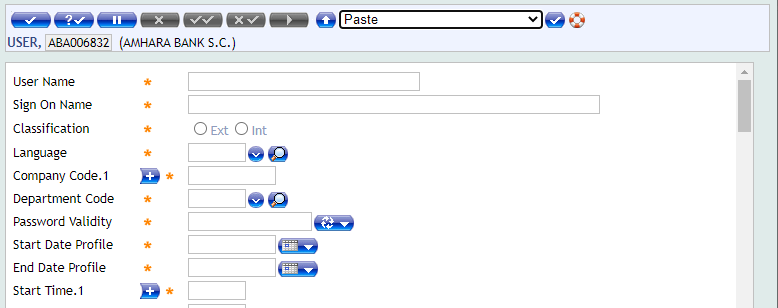 Paste
USER, ABA006832 (AMHARA BANK S.C.)
User Name *
Sign On Name *
Classification * Ext Int
Language *
Company Code.1 *
Department Code *
Password Validity *
Start Date Profile *
End Date Profile *
Start Time.1 *